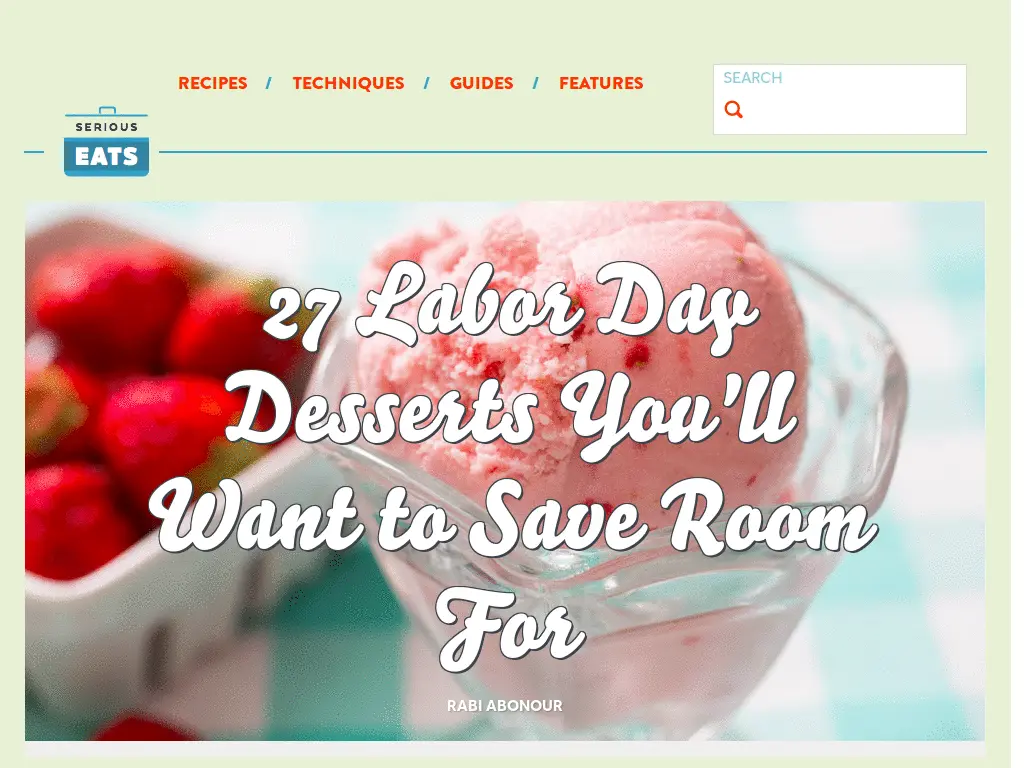 RECIPES / TECHNIQUES / GUIDES / FEATURES
SEARCH
SERIOUS
EATS
27 Labor Day
Desserts You'll
Want to Save Room
For
RABI ABONOUR